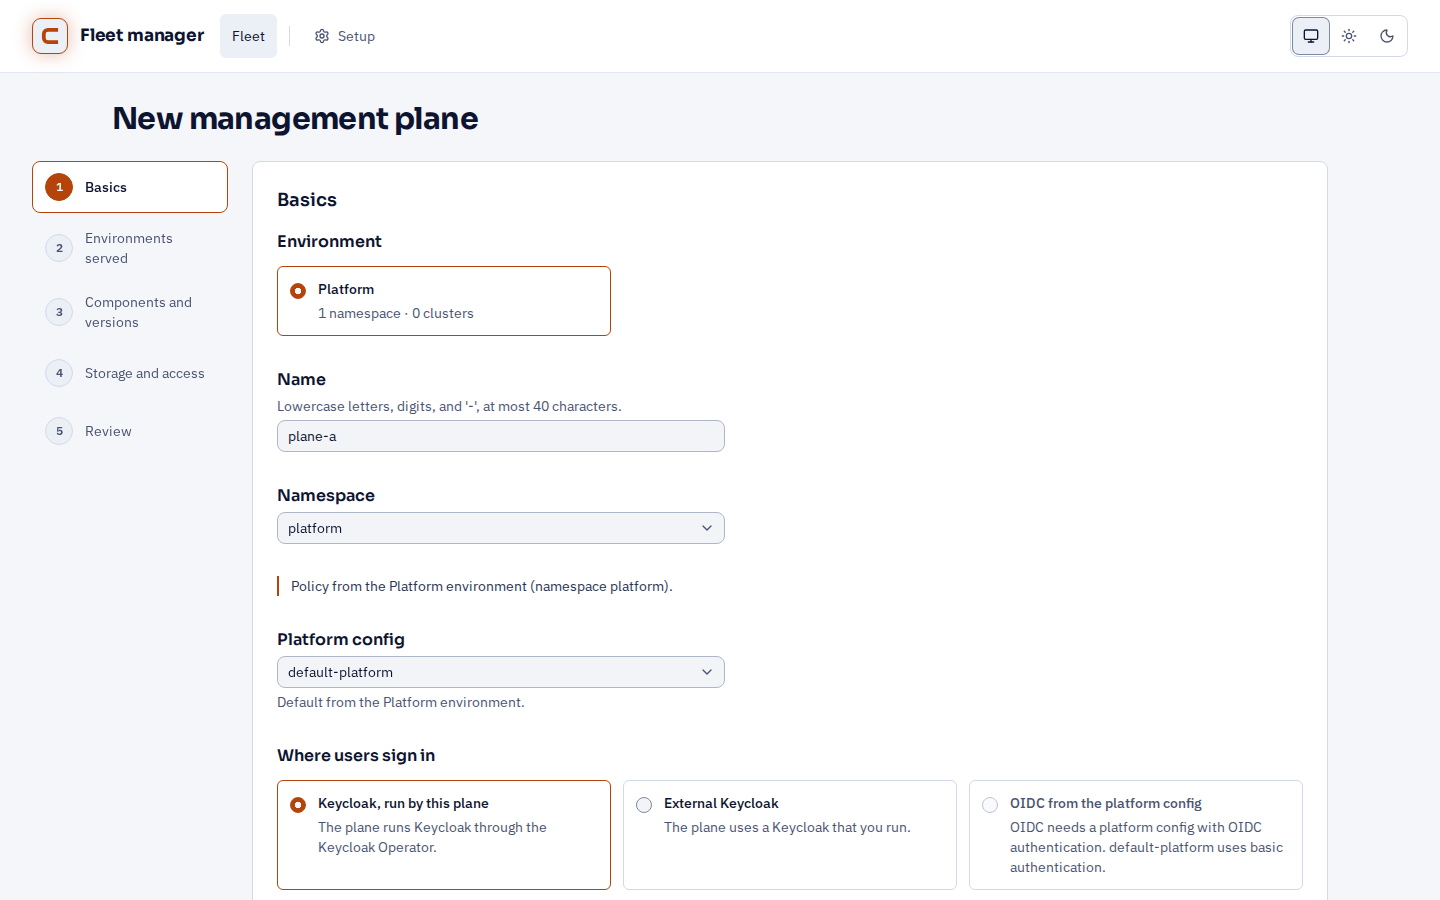 Fleet manager
Fleet
Setup
New management plane
1
Basics
2
Environments
served
3
Components and
versions
4
Storage and access
5
Review
Basics
Environment
Platform
1 namespace · 0 clusters
Name
Lowercase letters, digits, and '-', at most 40 characters.
plane-a
Namespace
platform
Policy from the Platform environment (namespace platform).
Platform config
default-platform
Default from the Platform environment.
Where users sign in
Keycloak, run by this plane
The plane runs Keycloak through the
Keycloak Operator.
External Keycloak
The plane uses a Keycloak that you run.
OIDC from the platform config
OIDC needs a platform config with OIDC
authentication. default-platform uses basic
authentication.